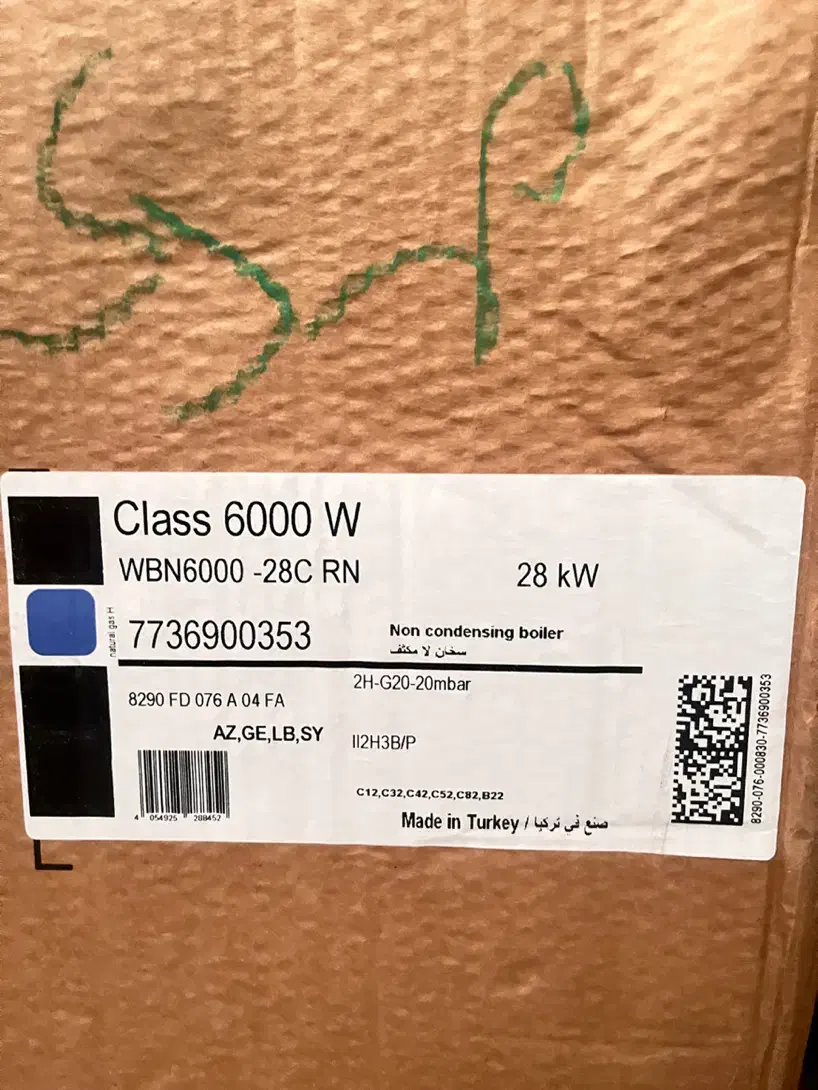 Class 6000 W
WBN6000 -28C RN 28 kW
natural gas H
7736900353 Non condensing boiler
سخان لا مكثف
8290 FD 076 A 04 FA 2H-G20-20mbar
AZ,GE,LB,SY II2H3B/P
4 054925 288452
C12,C32,C42,C52,C82,B22
Made in Turkey / صنع في تركيا
8290-076-000830-7736900353